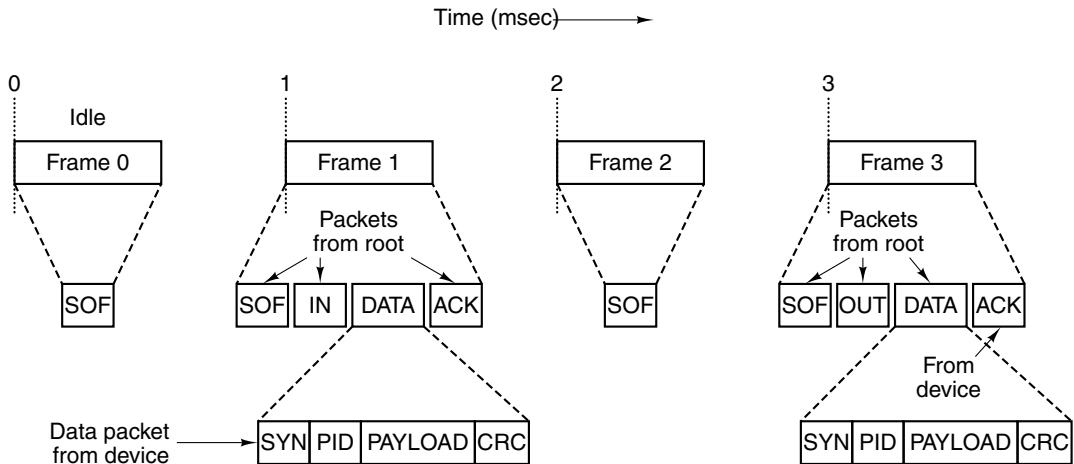 Time (msec)
0 1 2 3
Idle
Frame 0 Frame 1 Frame 2 Frame 3
Packets
from root
Packets
from root
SOF SOF IN DATA ACK SOF SOF OUT DATA ACK
From
device
Data packet
from device
SYN PID PAYLOAD CRC SYN PID PAYLOAD CRC